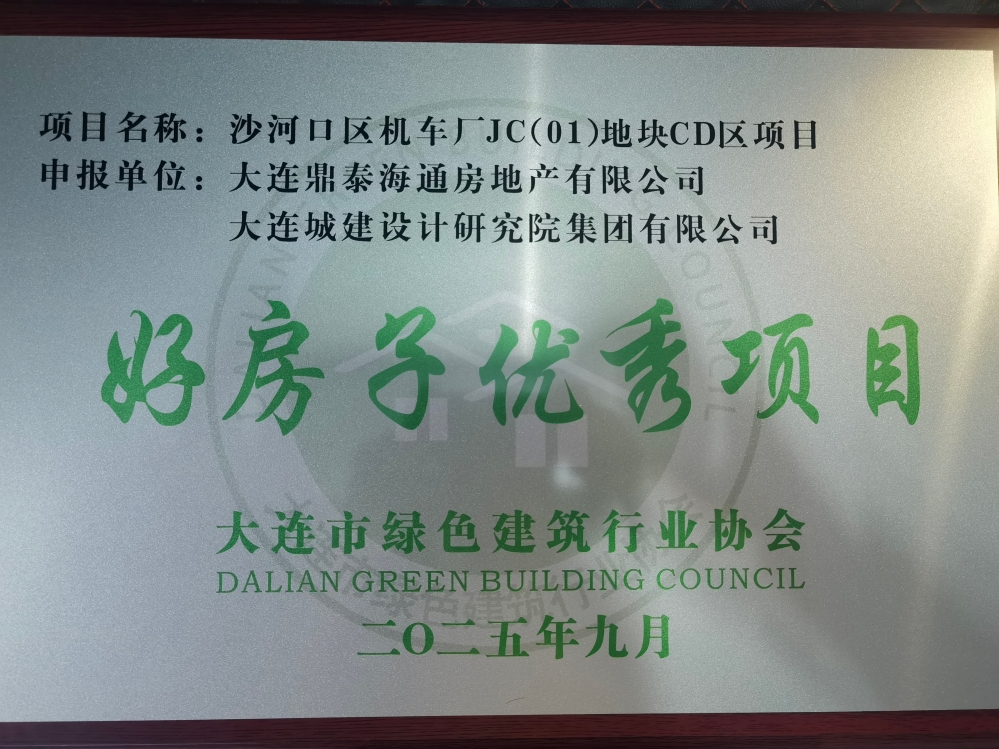 项目名称：沙河口区机车厂JC(01)地块CD区项目
申报单位：大连鼎泰海通房地产有限公司
大连城建设计研究院集团有限公司
好房子优秀项目
大连市绿色建筑行业协会
DALIAN GREEN BUILDING COUNCIL
二O二五年九月